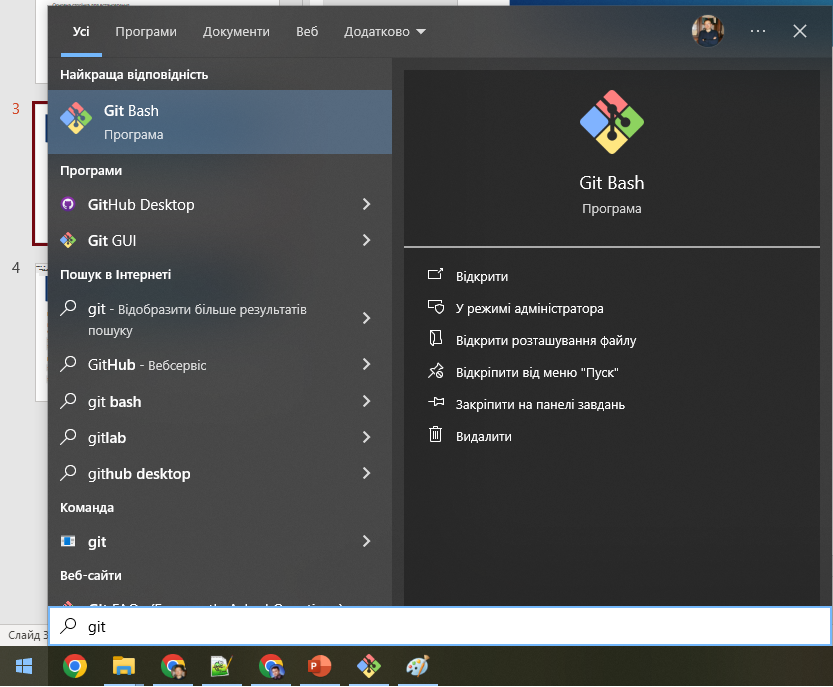 Усі
Програми
Документи
Веб
Додатково
Найкраща відповідність
Git Bash
Програма
Програми
GitHub Desktop
Git GUI
Пошук в Інтернеті
git - Відобразити більше результатів
пошуку
GitHub - Вебсервіс
git bash
gitlab
github desktop
Команда
git
Веб-сайти
git
Git Bash
Програма
Відкрити
У режимі адміністратора
Відкрити розташування файлу
Відкріпити від меню "Пуск"
Закріпити на панелі завдань
Видалити
3
4
Слайд 3